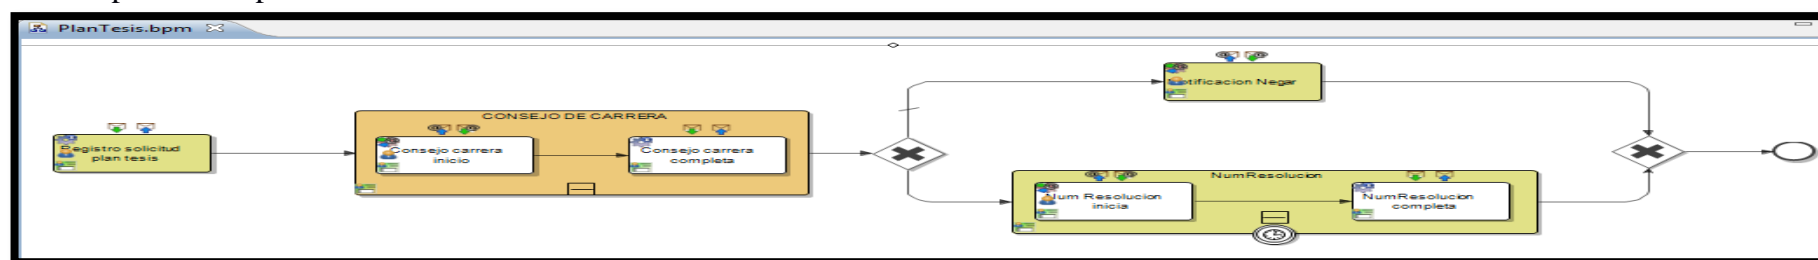 PlanTesis.bpm
Registro solicitud
plan tesis
CONSEJO DE CARRERA
Consejo carrera
inicio
Consejo carrera
completa
Notificacion Negar
NumResolucion
Num Resolucion
inicia
NumResolucion
completa